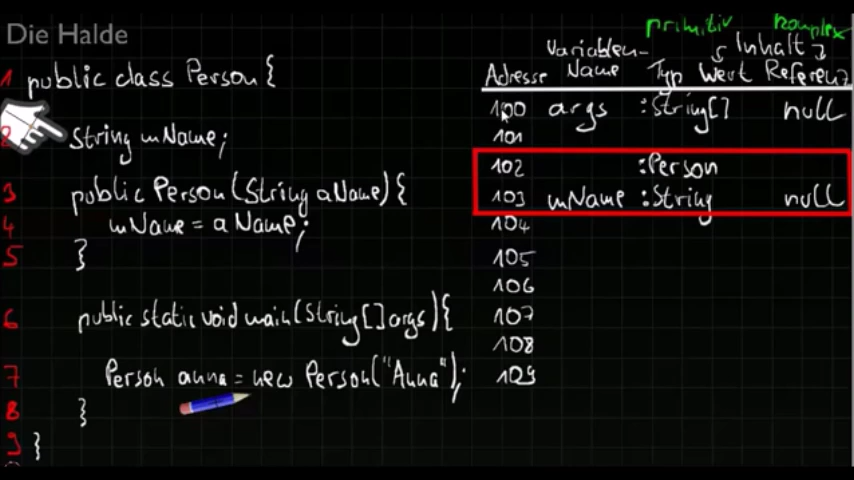 Die Halde
1 public class Person {
2 String mName;
3 public Person (String aName) {
4 mName = aName;
5 }
6 public static void main(String[] args) {
7 Person anna = new Person("Anna");
8 }
9 }
primitiv komplex
Variablen- Inhalt
Adresse Name Typ Wert Referenz
100 args :String[] null
101
102 :Person
103 mName :String null
104
105
106
107
108
109